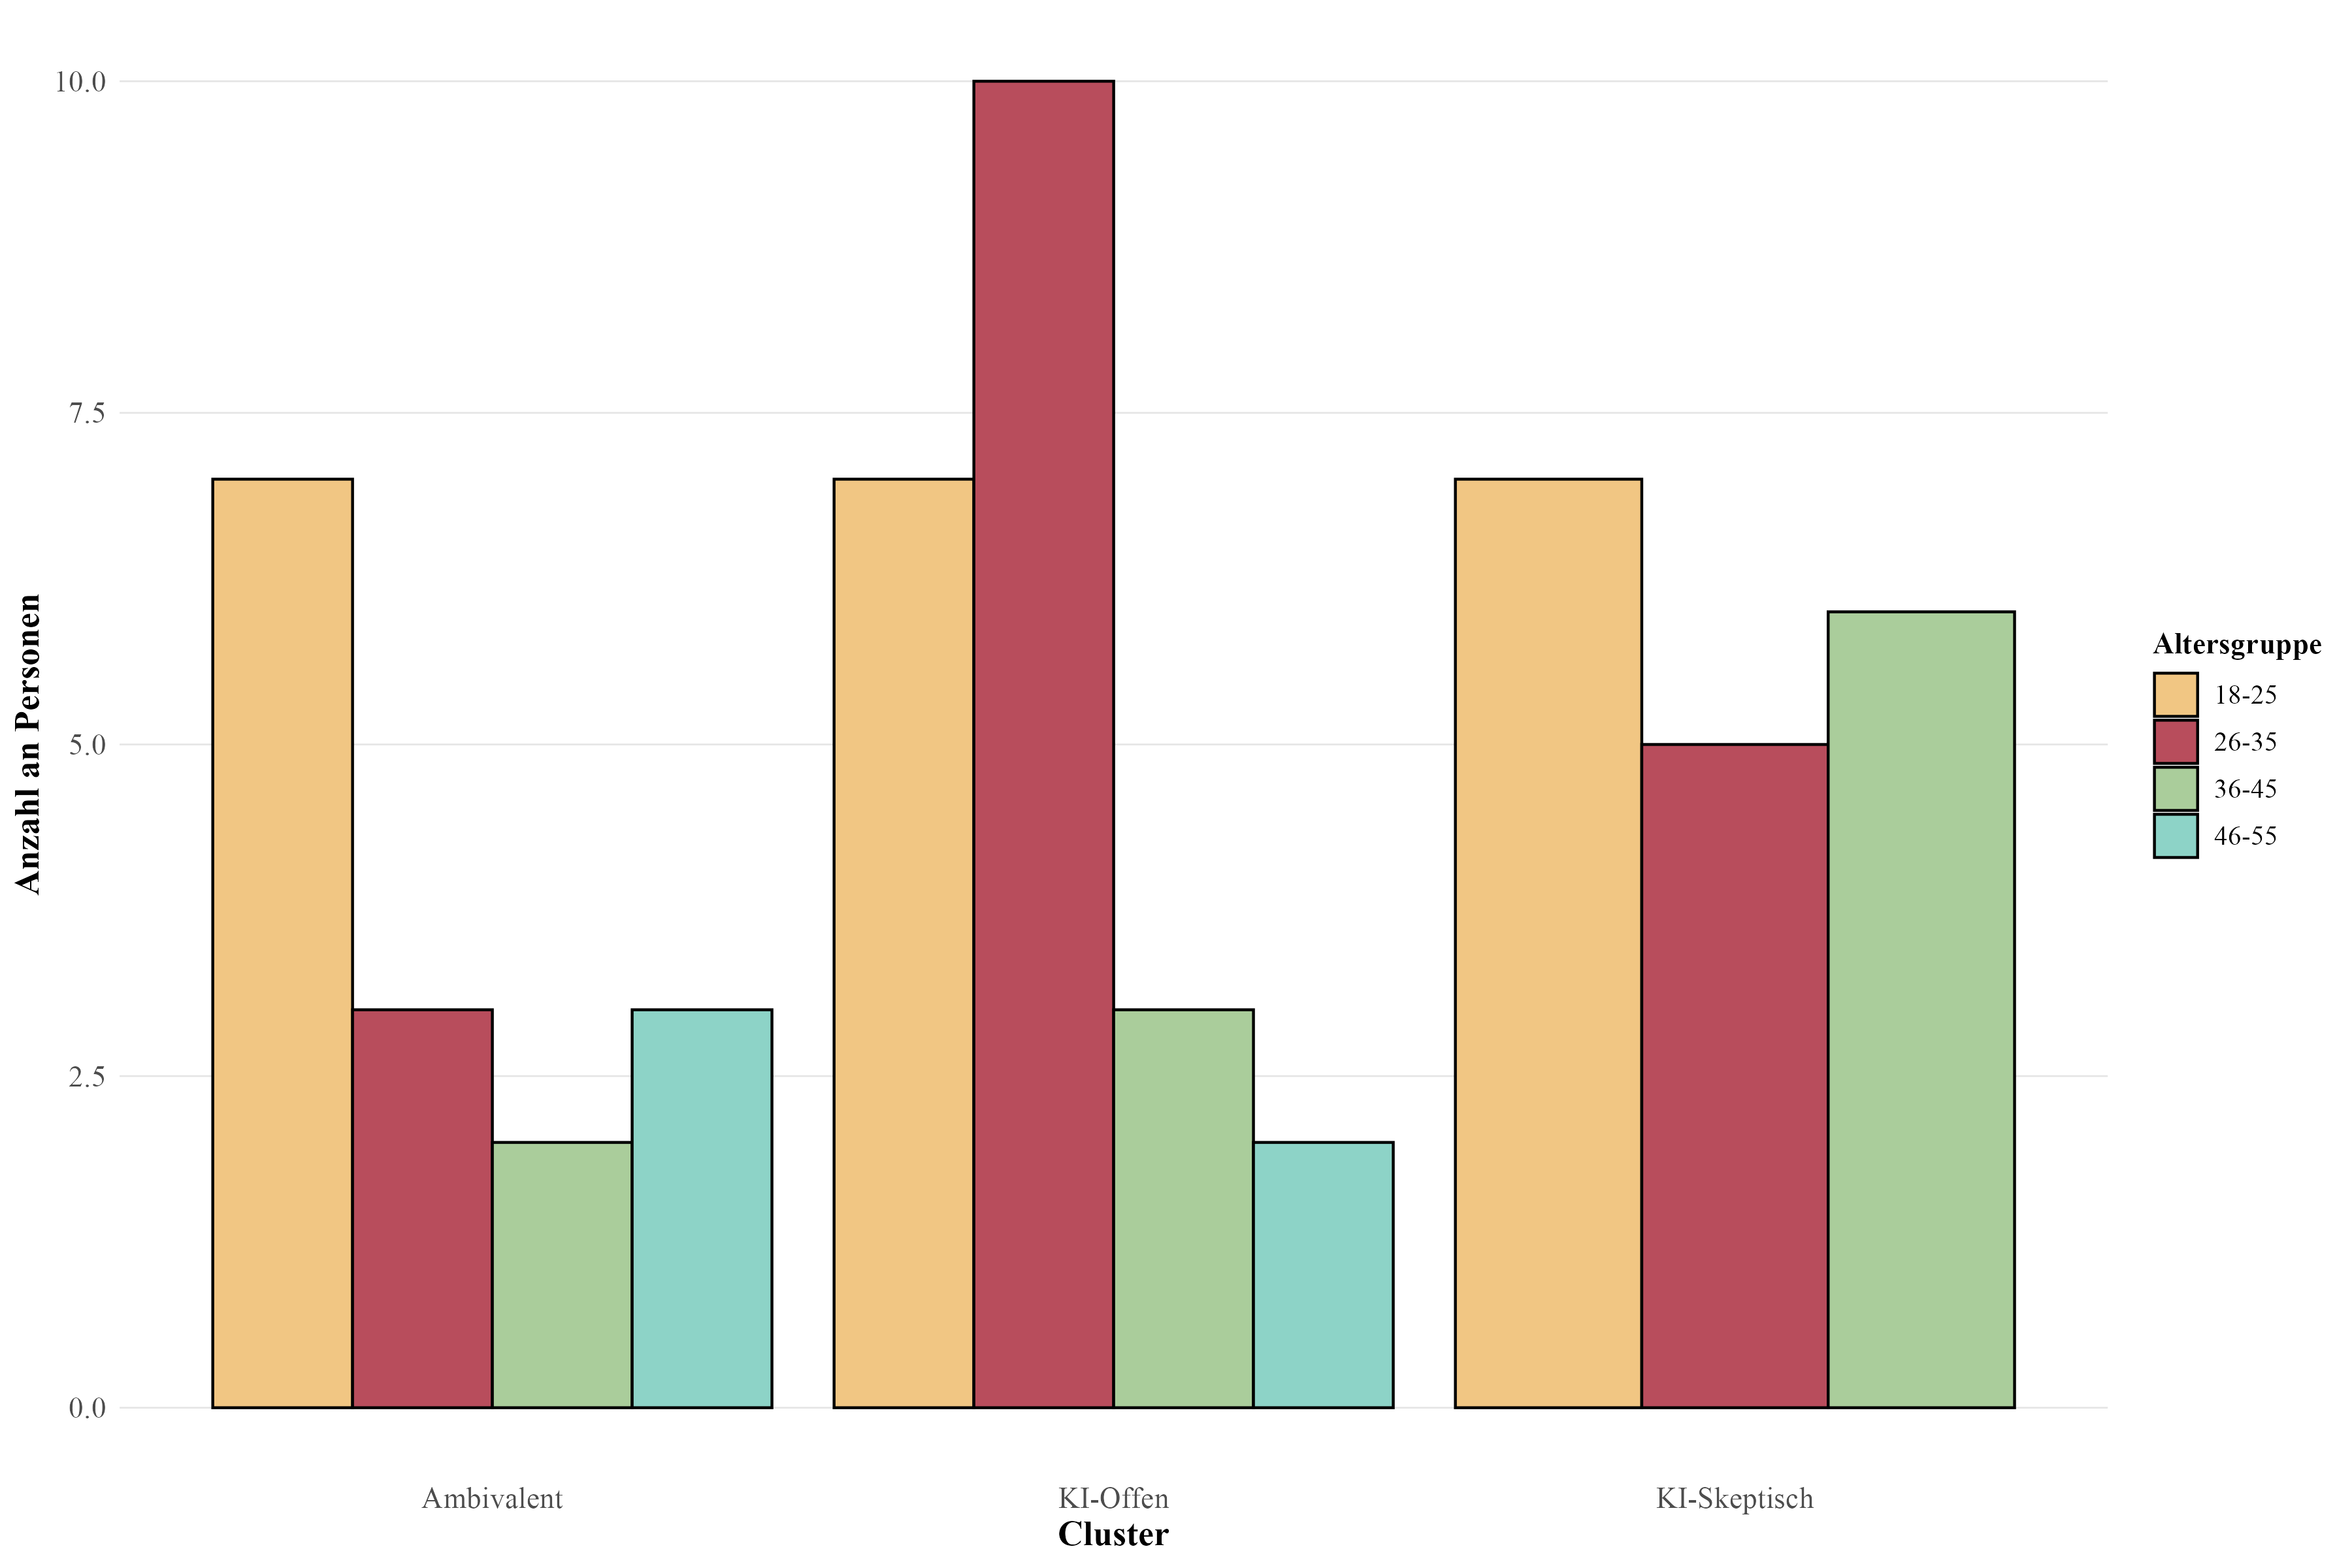 10.0
7.5
5.0
2.5
0.0
Anzahl an Personen
Ambivalent
KI-Offen
KI-Skeptisch
Cluster
Altersgruppe
18-25
26-35
36-45
46-55